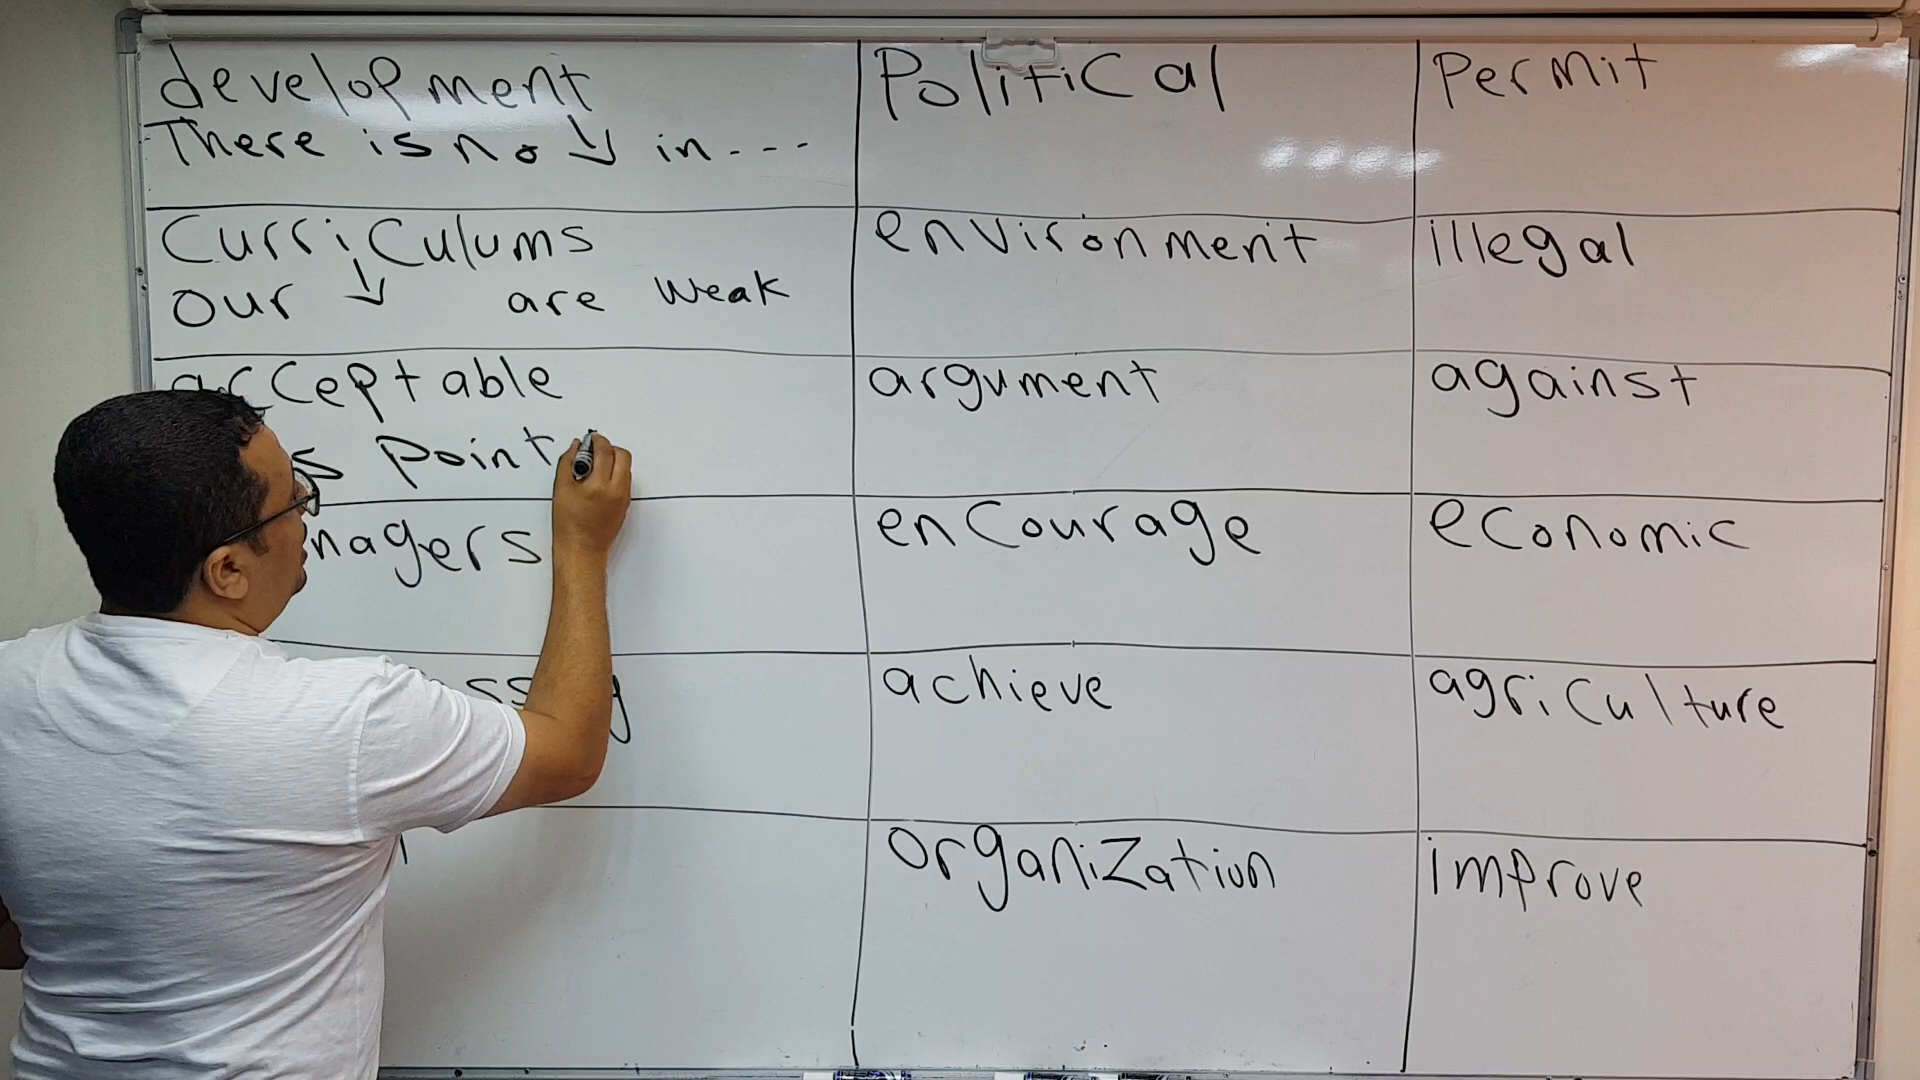 development
There is no ↓ in ---
Political
Permit
Curriculums
our ↓ are weak
environment
illegal
acceptable
Point
argument
against
encourage
economic
achieve
agriculture
organization
improve